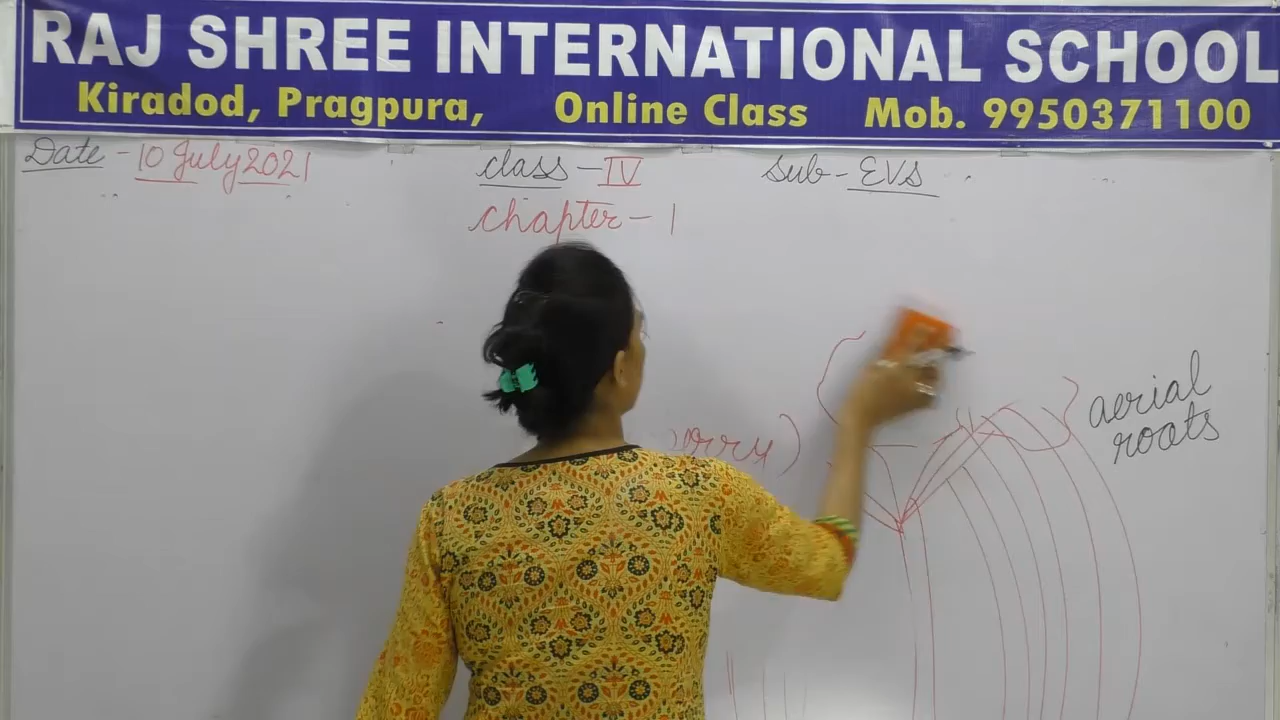 RAJ SHREE INTERNATIONAL SCHOOL
Kiradod, Pragpura, Online Class Mob. 9950371100
Date - 10 July 2021 class - IV Sub - EVS
chapter - 1
aerial
roots